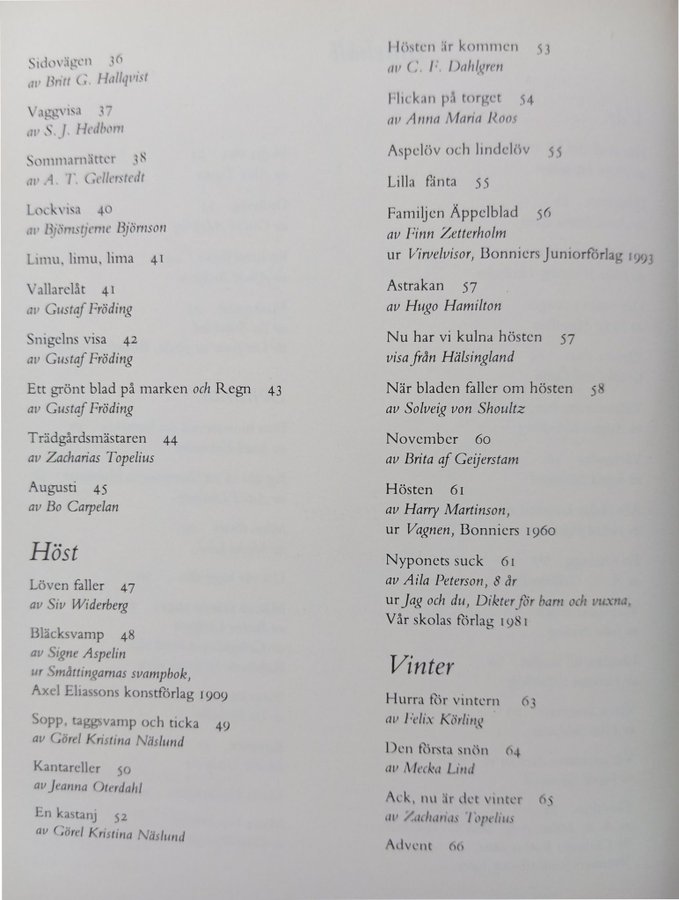 Sidovägen 36
av Britt G. Hallqvist
Vaggvisa 37
av S. J. Hedborn
Sommarnätter 38
av A. T. Gellerstedt
Lockvisa 40
av Björnstjerne Björnson
Limu, limu, lima 41
Vallarelåt 41
av Gustaf Fröding
Snigelns visa 42
av Gustaf Fröding
Ett grönt blad på marken och Regn 43
av Gustaf Fröding
Trädgårdsmästaren 44
av Zacharias Topelius
Augusti 45
av Bo Carpelan
Höst
Löven faller 47
av Siv Widerberg
Bläcksvamp 48
av Signe Aspelin
ur Småttingarnas svampbok,
Axel Eliassons konstförlag 1909
Sopp, taggsvamp och ticka 49
av Görel Kristina Näslund
Kantareller 50
av Jeanna Oterdahl
En kastanj 52
av Görel Kristina Näslund
Hösten är kommen 53
av C. F. Dahlgren
Flickan på torget 54
av Anna Maria Roos
Aspelöv och lindelöv 55
Lilla fånta 55
Familjen Äppelblad 56
av Finn Zetterholm
ur Virvelvisor, Bonniers Juniorförlag 1993
Astrakan 57
av Hugo Hamilton
Nu har vi kulna hösten 57
visa från Hälsingland
När bladen faller om hösten 58
av Solveig von Shoultz
November 60
av Brita af Geijerstam
Hösten 61
av Harry Martinson,
ur Vagnen, Bonniers 1960
Nyponets suck 61
av Aila Peterson, 8 år
ur Jag och du, Dikter för barn och vuxna,
Vår skolas förlag 1981
Vinter
Hurra för vintern 63
av Felix Körling
Den första snön 64
av Mecka Lind
Ack, nu är det vinter 65
av Zacharias Topelius
Advent 66